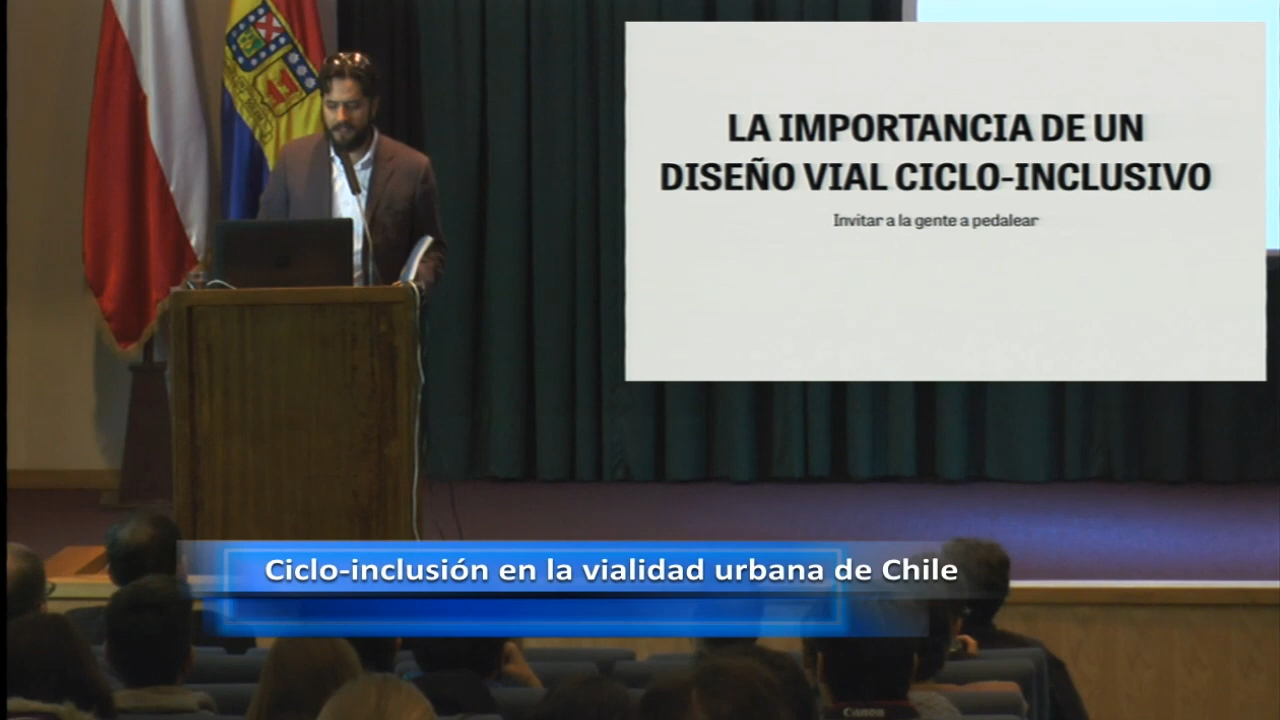 LA IMPORTANCIA DE UN
DISEÑO VIAL CICLO-INCLUSIVO
Invitar a la gente a pedalear
Ciclo-inclusión en la vialidad urbana de Chile
Canon